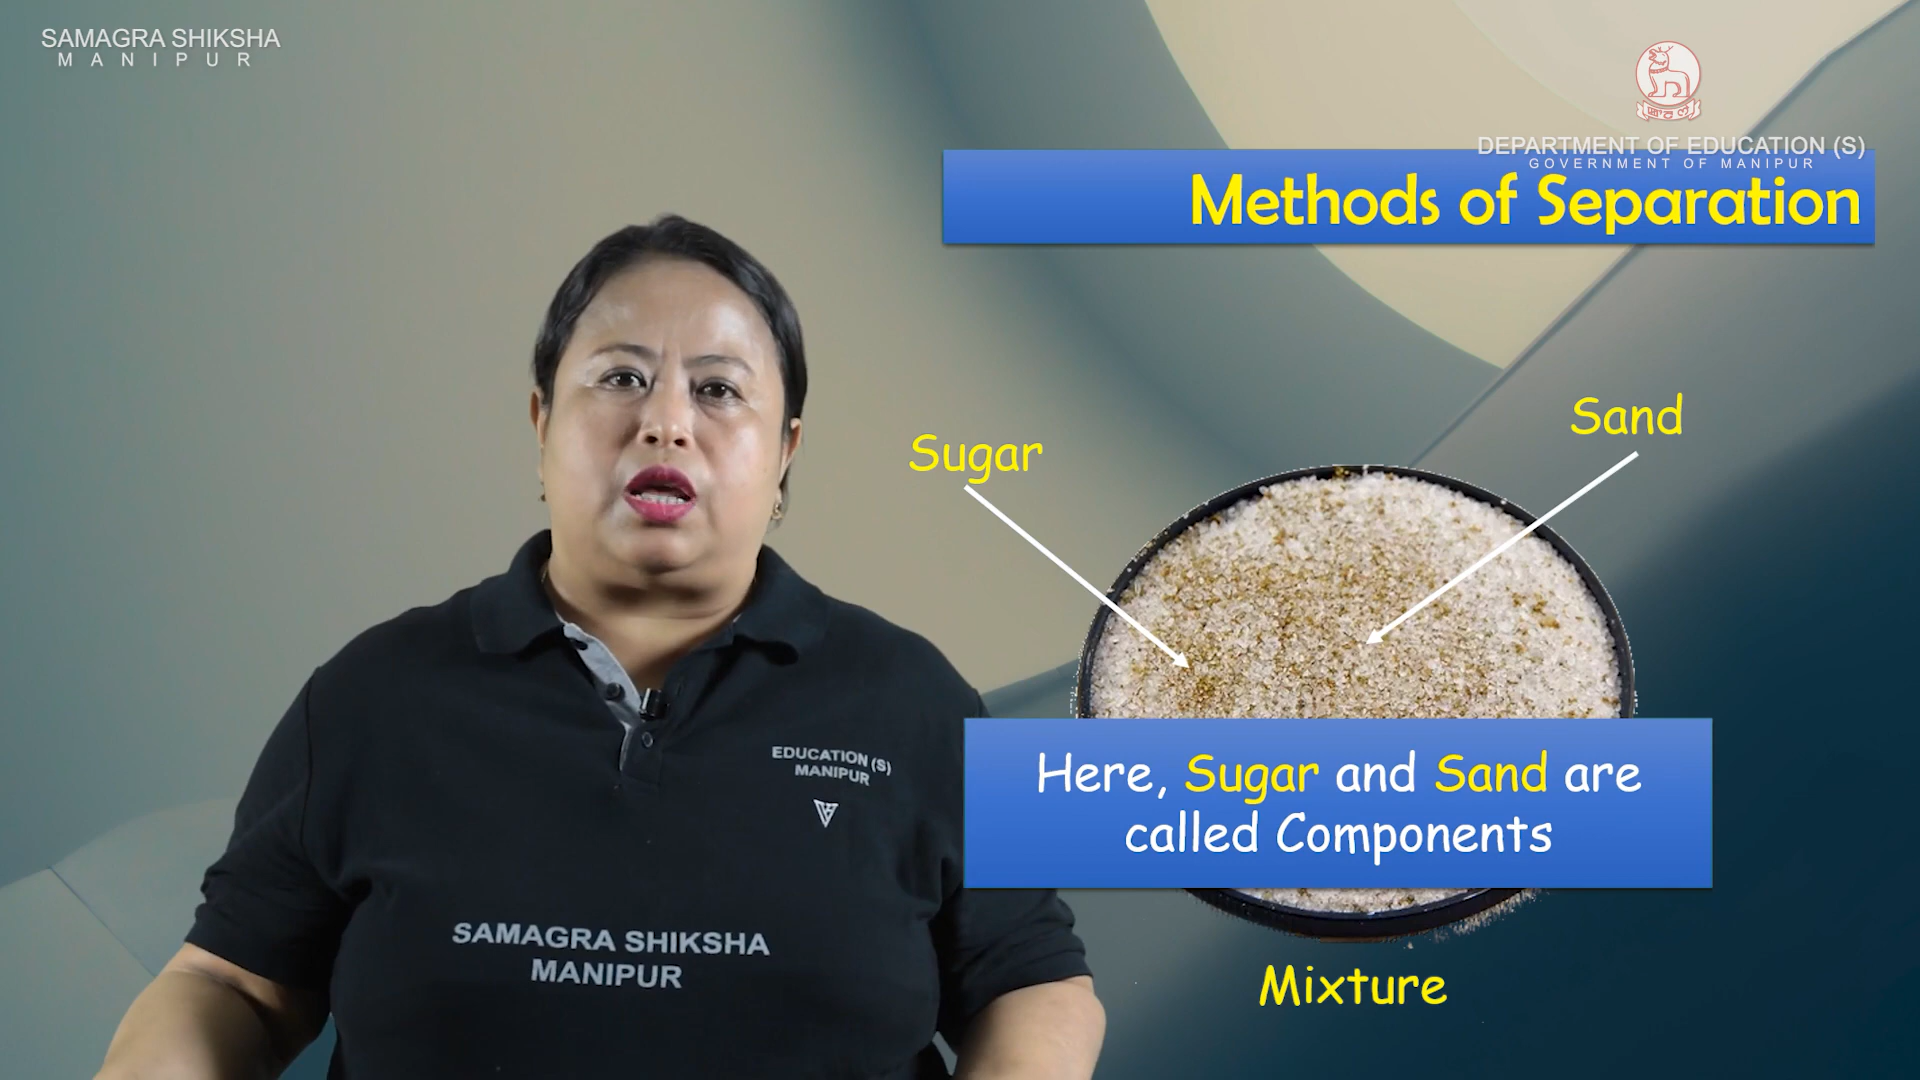 SAMAGRA SHIKSHA
MANIPUR
DEPARTMENT OF EDUCATION (S)
GOVERNMENT OF MANIPUR
Methods of Separation
Sugar
Sand
Here, Sugar and Sand are
called Components
Mixture
EDUCATION (S)
MANIPUR
SAMAGRA SHIKSHA
MANIPUR